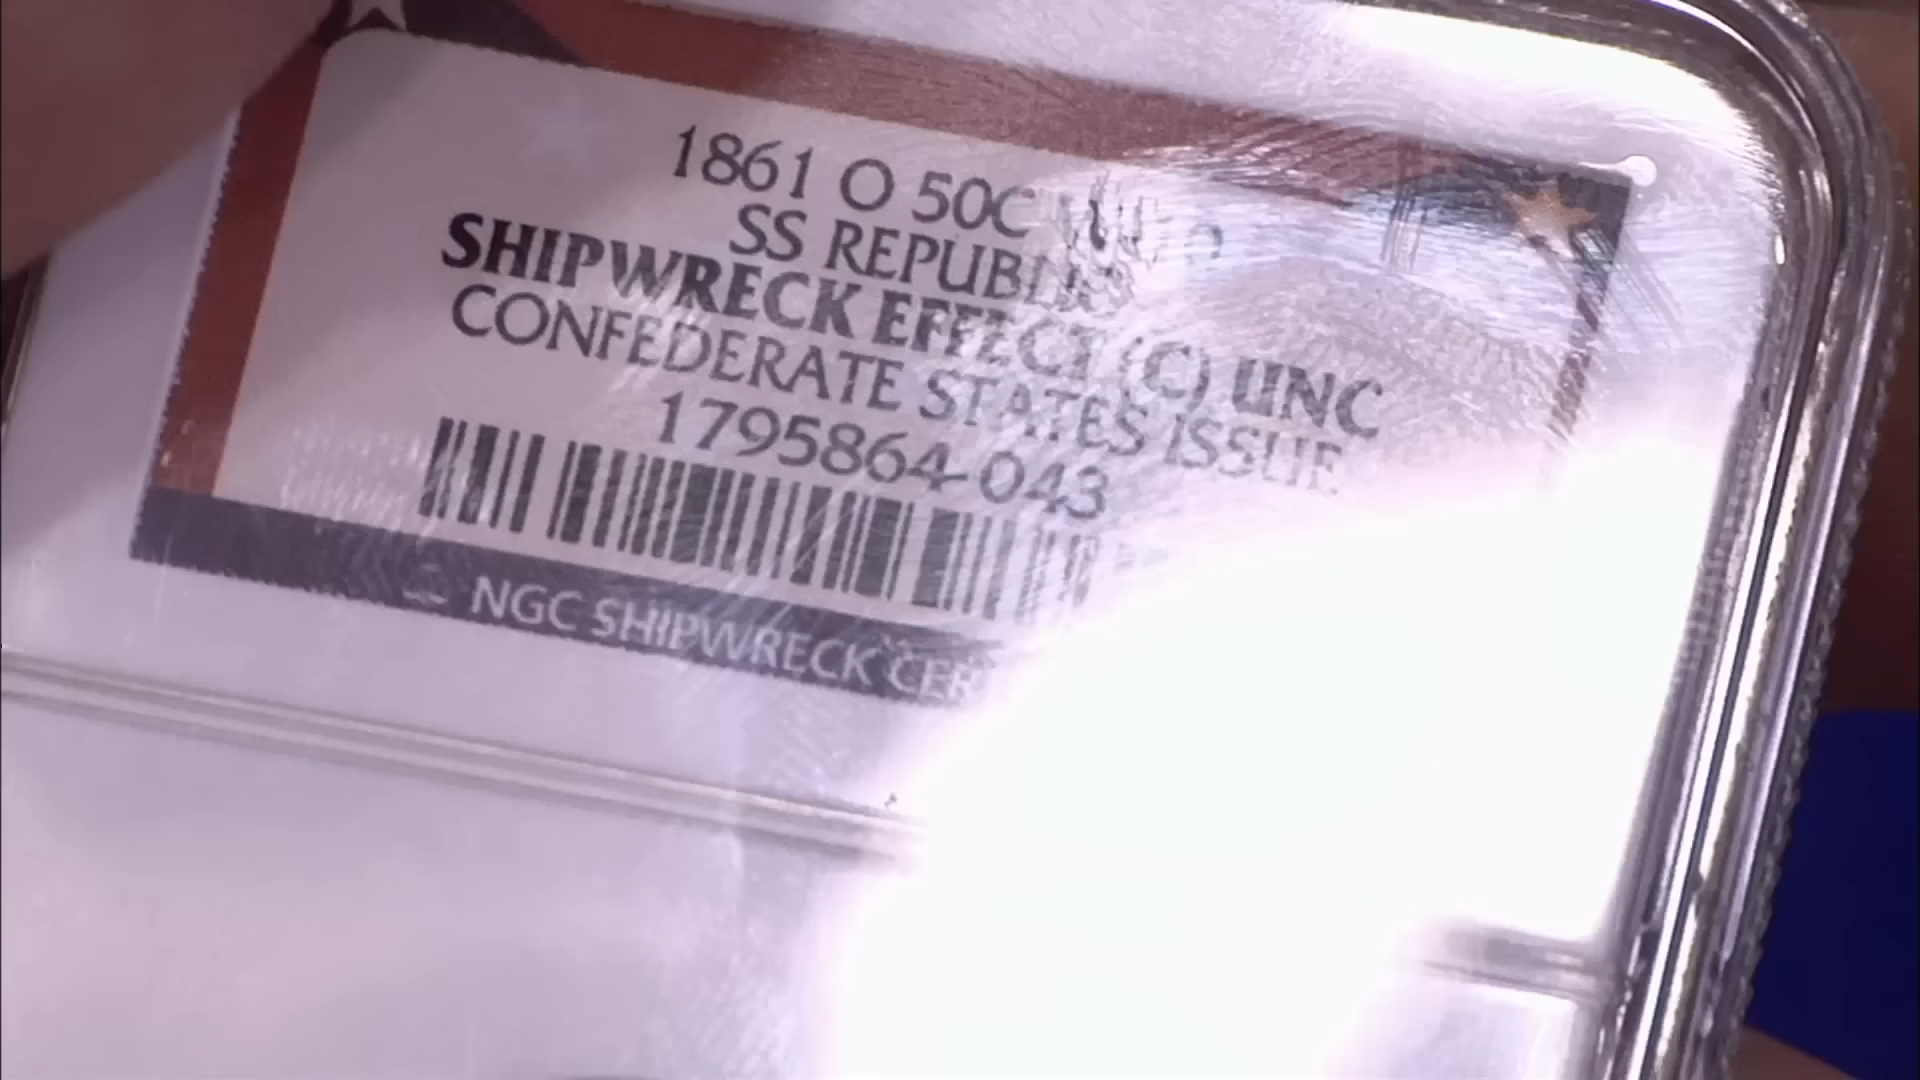 1861 O 50C
SS REPUBLIC
SHIPWRECK EFFECT (C) UNC
CONFEDERATE STATES ISSUE
1795864-043
NGC SHIPWRECK